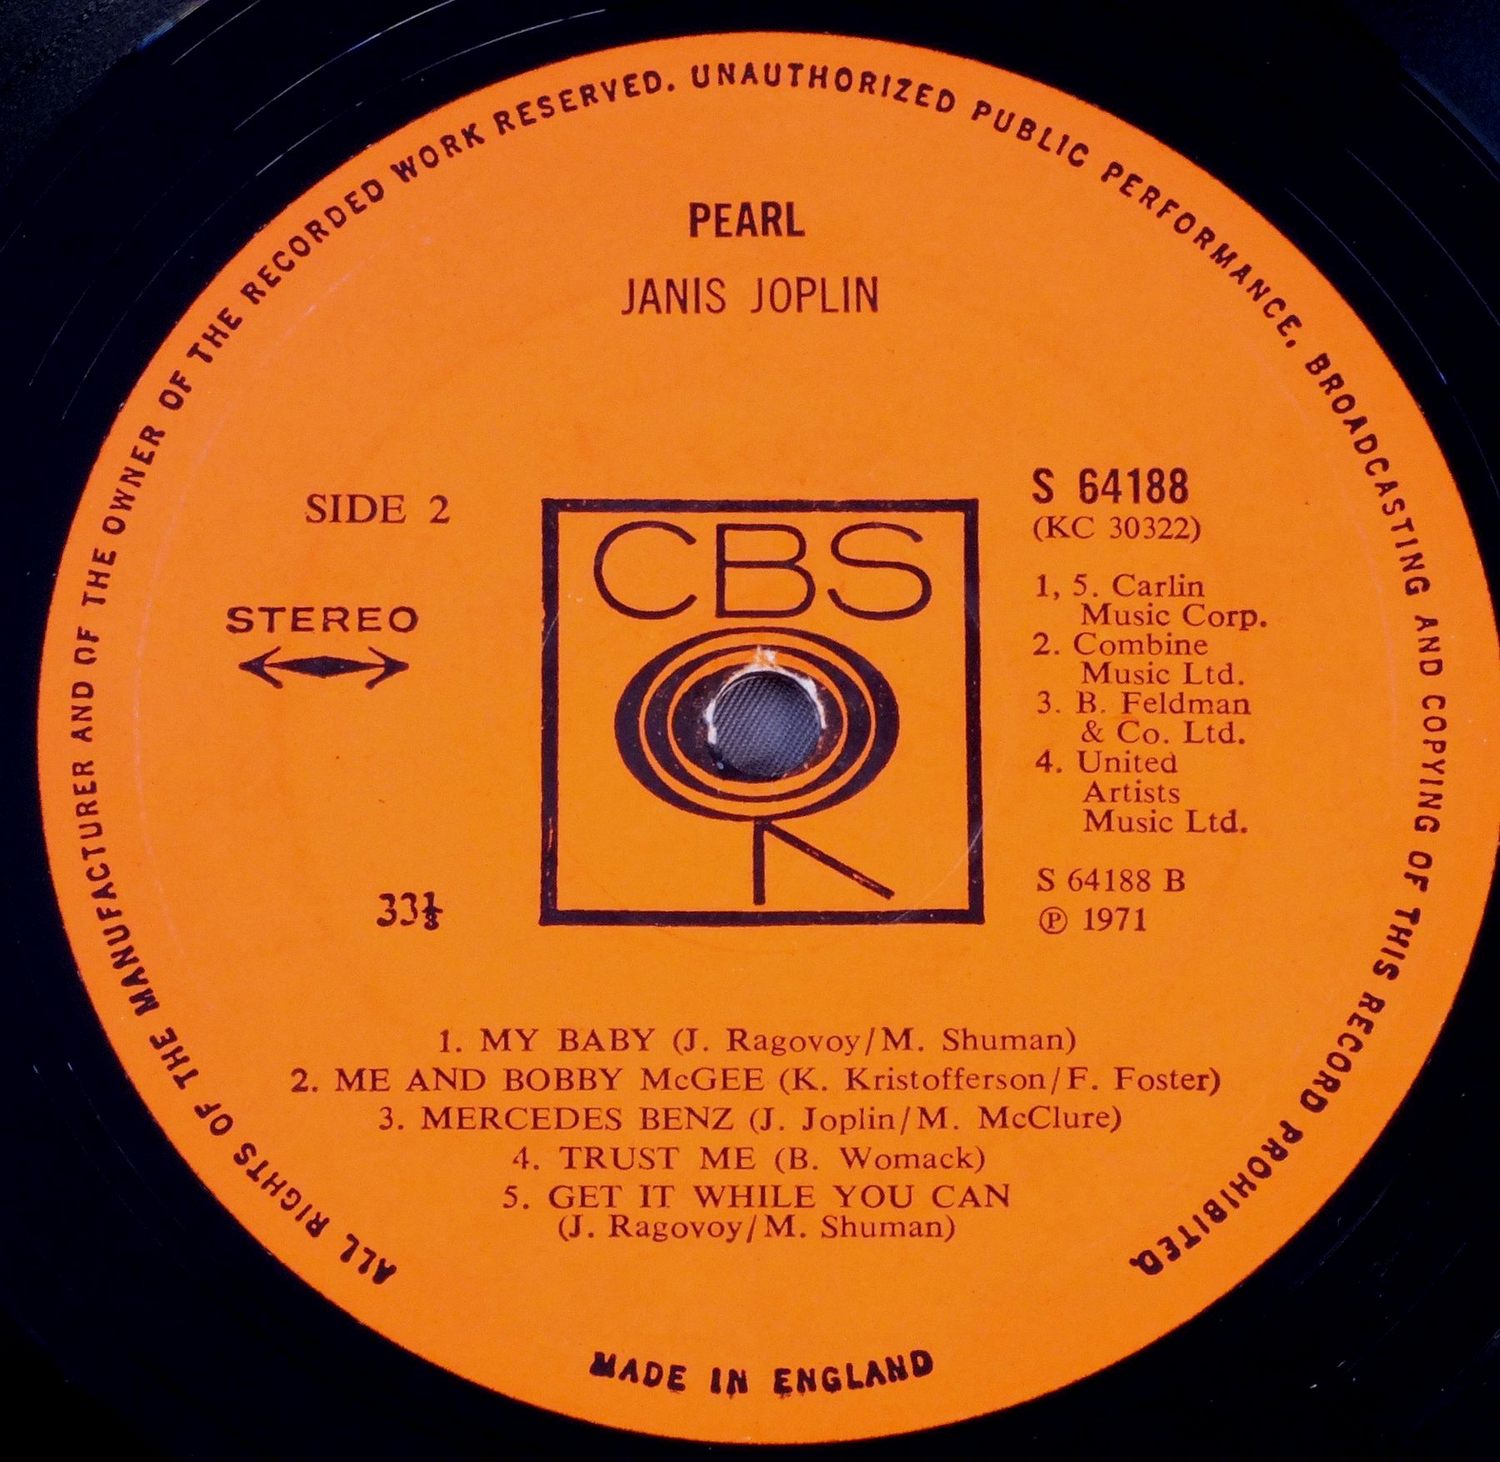 ALL RIGHTS OF THE MANUFACTURER AND OF THE OWNER OF THE RECORDED WORK RESERVED. UNAUTHORIZED PUBLIC PERFORMANCE, BROADCASTING AND COPYING OF THIS RECORD PROHIBITED.
PEARL
JANIS JOPLIN
SIDE 2
STEREO
33⅓
CBS
S 64188
(KC 30322)
1, 5. Carlin
Music Corp.
2. Combine
Music Ltd.
3. B. Feldman
& Co. Ltd.
4. United
Artists
Music Ltd.
S 64188 B
℗ 1971
1. MY BABY (J. Ragovoy/M. Shuman)
2. ME AND BOBBY McGEE (K. Kristofferson/F. Foster)
3. MERCEDES BENZ (J. Joplin/M. McClure)
4. TRUST ME (B. Womack)
5. GET IT WHILE YOU CAN
(J. Ragovoy/M. Shuman)
MADE IN ENGLAND